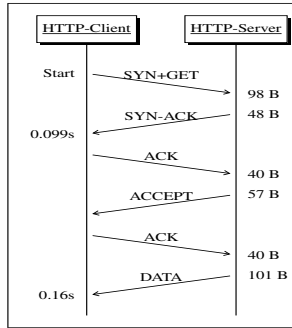 HTTP-Client HTTP-Server
Start SYN+GET
98 B
SYN-ACK 48 B
0.099s
ACK
40 B
ACCEPT 57 B
ACK
40 B
DATA 101 B
0.16s